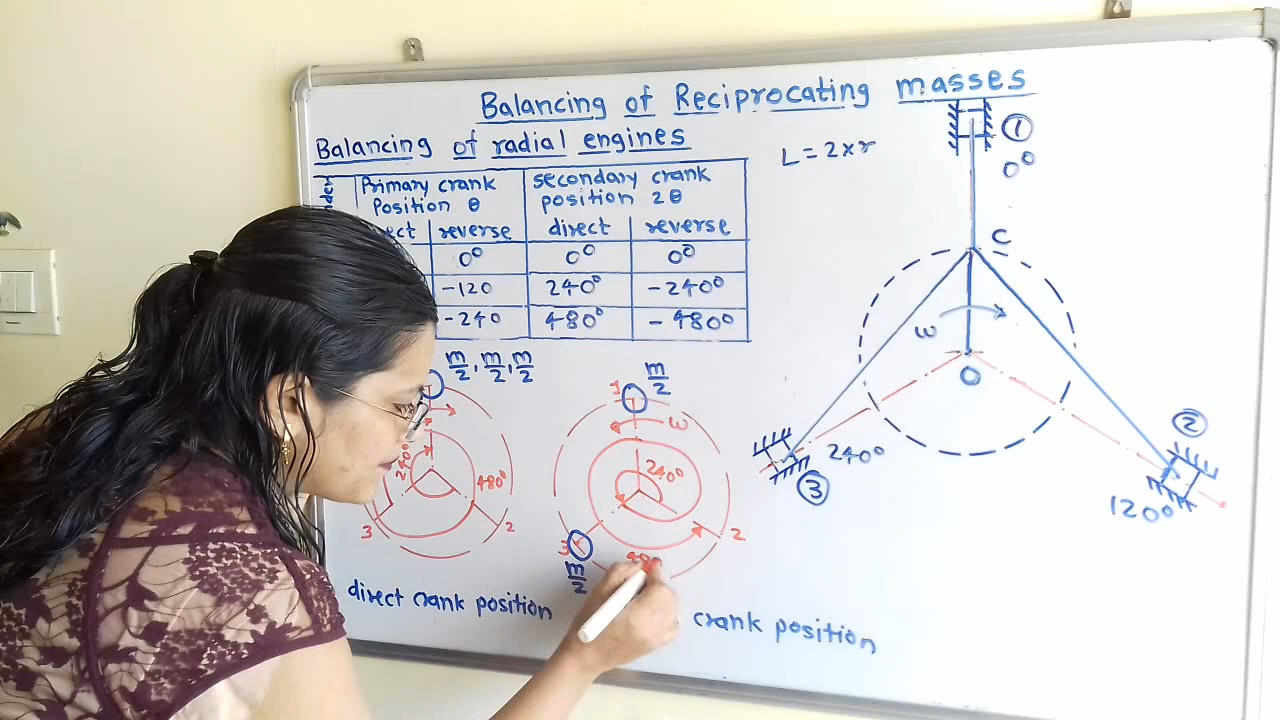 Balancing of Reciprocating masses
Balancing of radial engines
L = 2×r
Primary crank position θ
secondary crank position 2θ
reverse
direct
reverse
0°
0°
0°
-120
240°
-240°
-240
480°
-480°
m/2, m/2, m/2
240°
480°
3
2
direct crank position
m/2
1
ω
240°
2
3
m/2
crank position
1
0°
C
ω
O
240°
3
2
120°